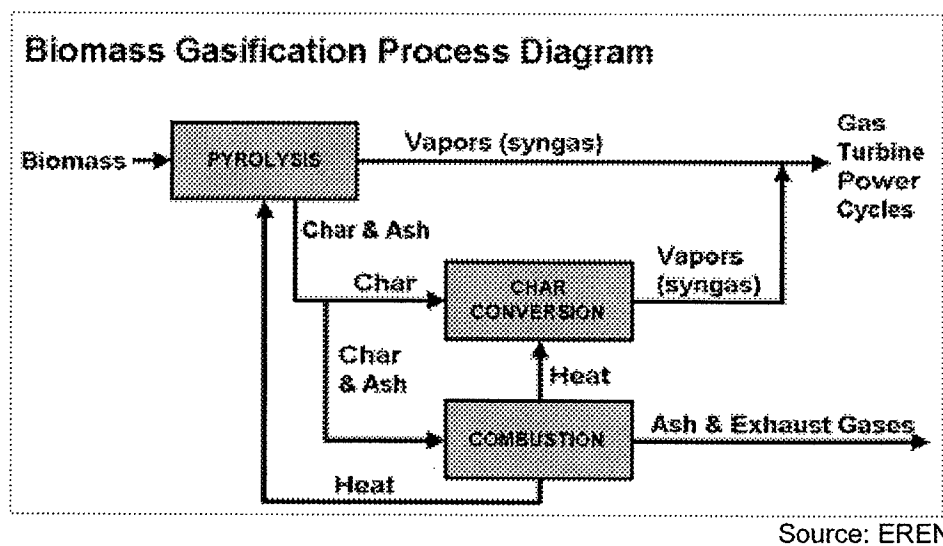 Biomass Gasification Process Diagram
Biomass
PYROLYSIS
Vapors (syngas)
Gas
Turbine
Power
Cycles
Char & Ash
Char
CHAR
CONVERSION
Vapors
(syngas)
Char
& Ash
Heat
COMBUSTION
Ash & Exhaust Gases
Heat
Source: EREN